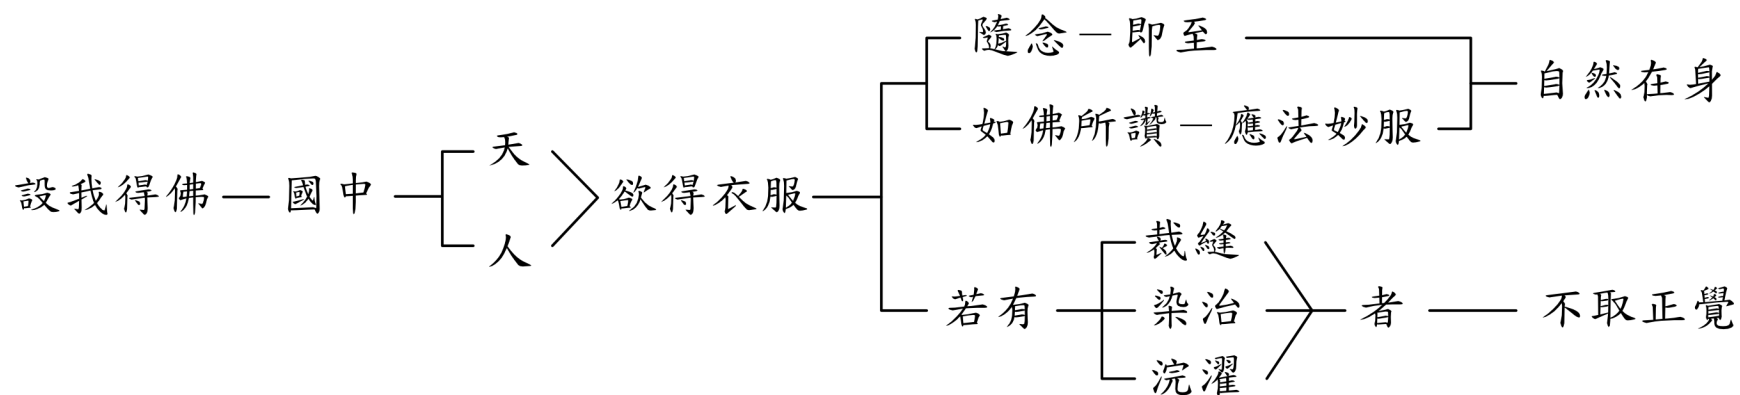 設我得佛
國中
天
人
欲得衣服
隨念
即至
如佛所讚
應法妙服
自然在身
若有
裁縫
染治
浣濯
者
不取正覺